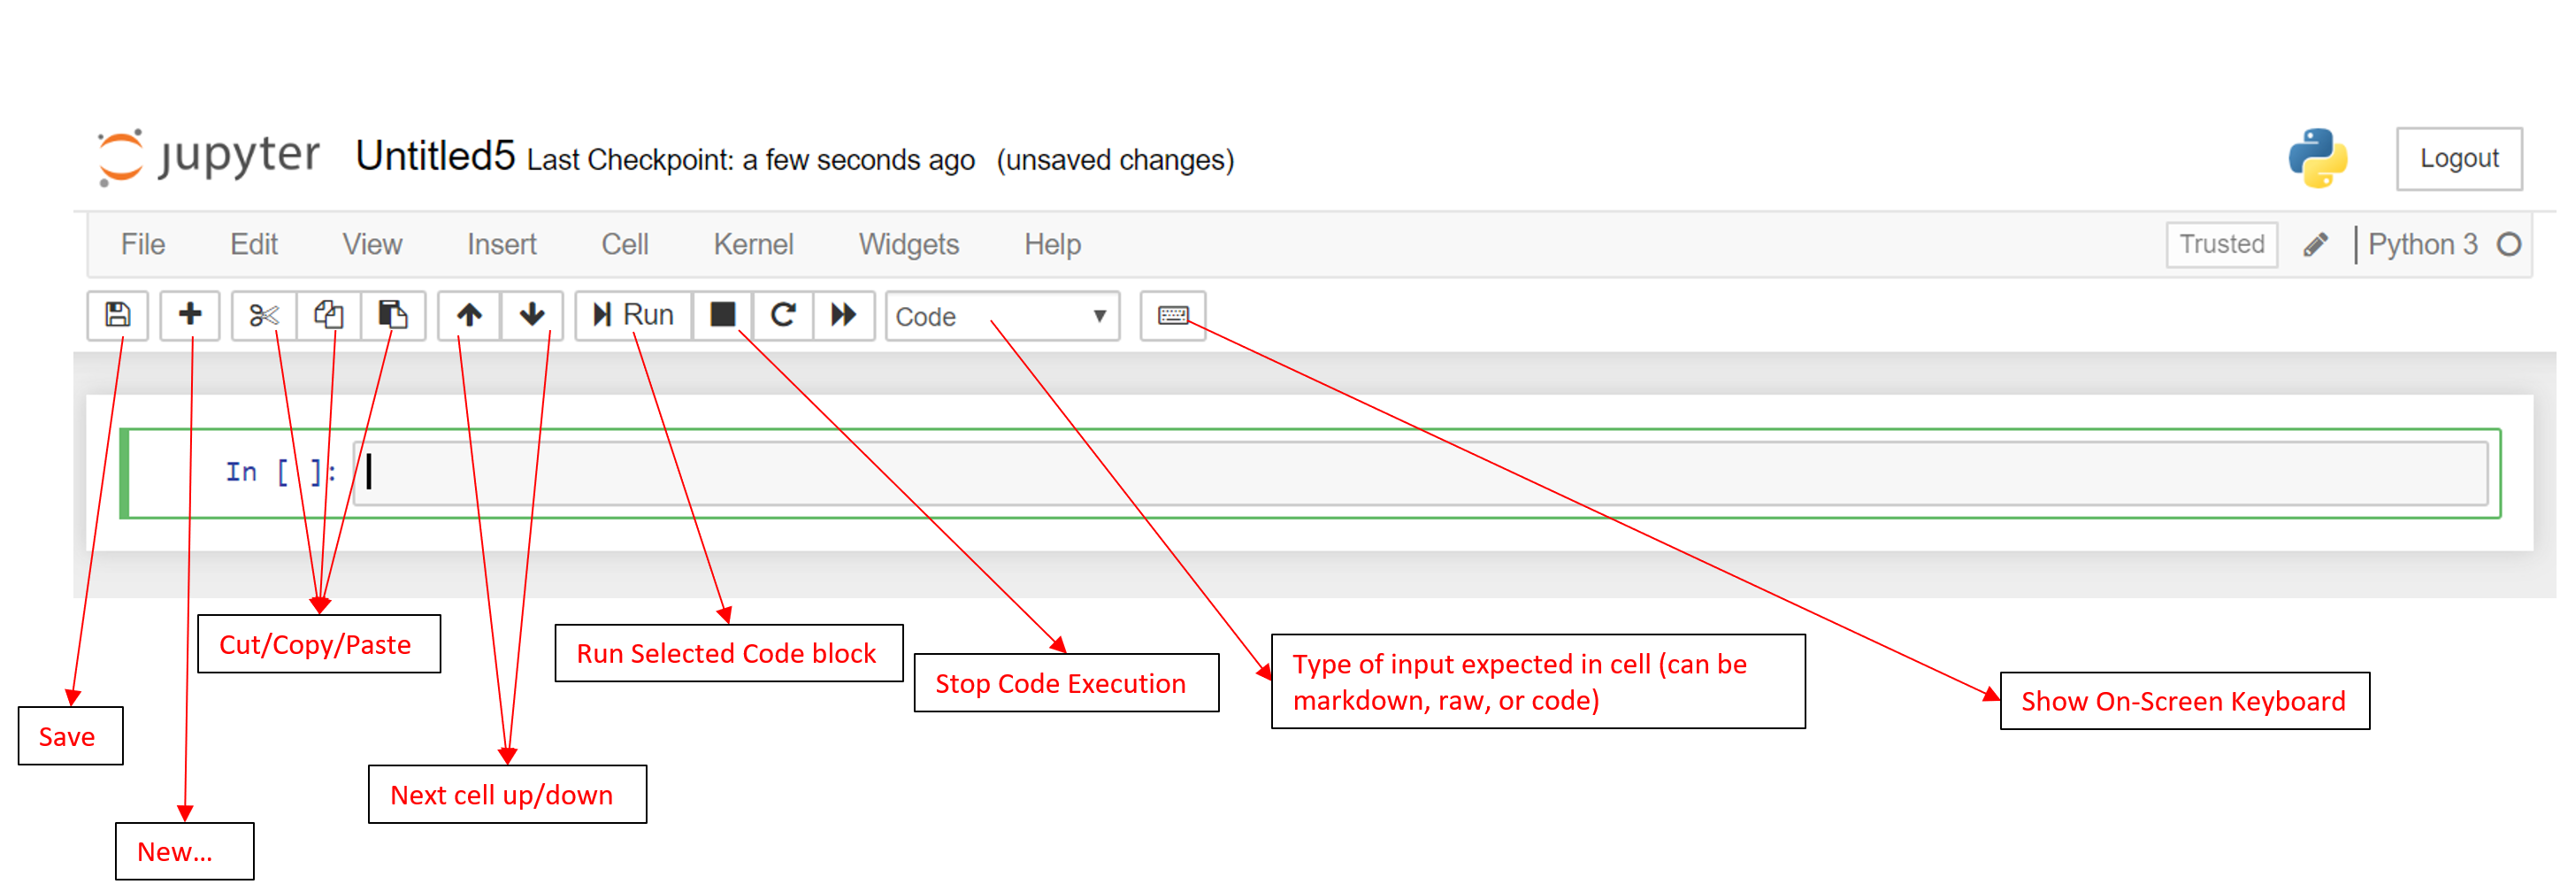 jupyter Untitled5 Last Checkpoint: a few seconds ago (unsaved changes) Logout
File Edit View Insert Cell Kernel Widgets Help Trusted Python 3
Run Code
In [ ]:
Cut/Copy/Paste
Run Selected Code block
Stop Code Execution
Type of input expected in cell (can be
markdown, raw, or code)
Show On-Screen Keyboard
Save
Next cell up/down
New...